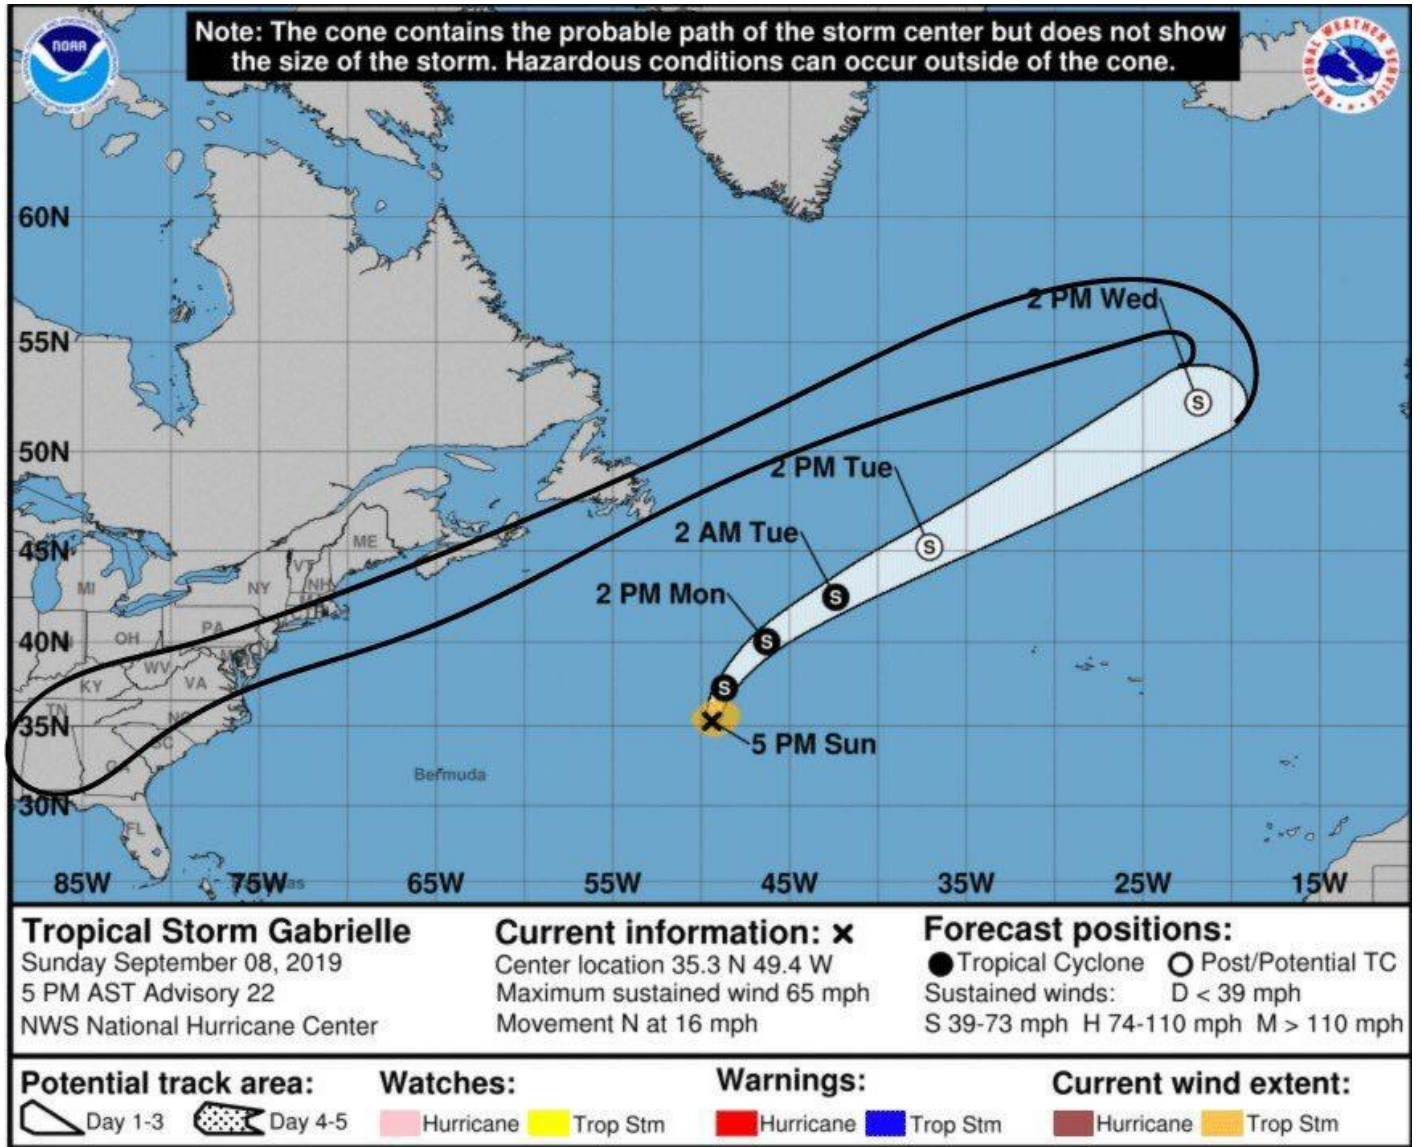 Note: The cone contains the probable path of the storm center but does not show
the size of the storm. Hazardous conditions can occur outside of the cone.
NOAA
NATIONAL WEATHER SERVICE
60N
55N
50N
45N
40N
35N
30N
2 PM Wed
2 PM Tue
2 AM Tue
2 PM Mon
5 PM Sun
S
S
S
S
S
ME
VT
NH
NY
MI
PA
OH
WV
KY
VA
TN
NC
SC
FL
Bermuda
85W 75W 65W 55W 45W 35W 25W 15W
Tropical Storm Gabrielle
Sunday September 08, 2019
5 PM AST Advisory 22
NWS National Hurricane Center
Current information: x
Center location 35.3 N 49.4 W
Maximum sustained wind 65 mph
Movement N at 16 mph
Forecast positions:
Tropical Cyclone Post/Potential TC
Sustained winds: D < 39 mph
S 39-73 mph H 74-110 mph M > 110 mph
Potential track area:
Day 1-3 Day 4-5
Watches:
Hurricane Trop Stm
Warnings:
Hurricane Trop Stm
Current wind extent:
Hurricane Trop Stm